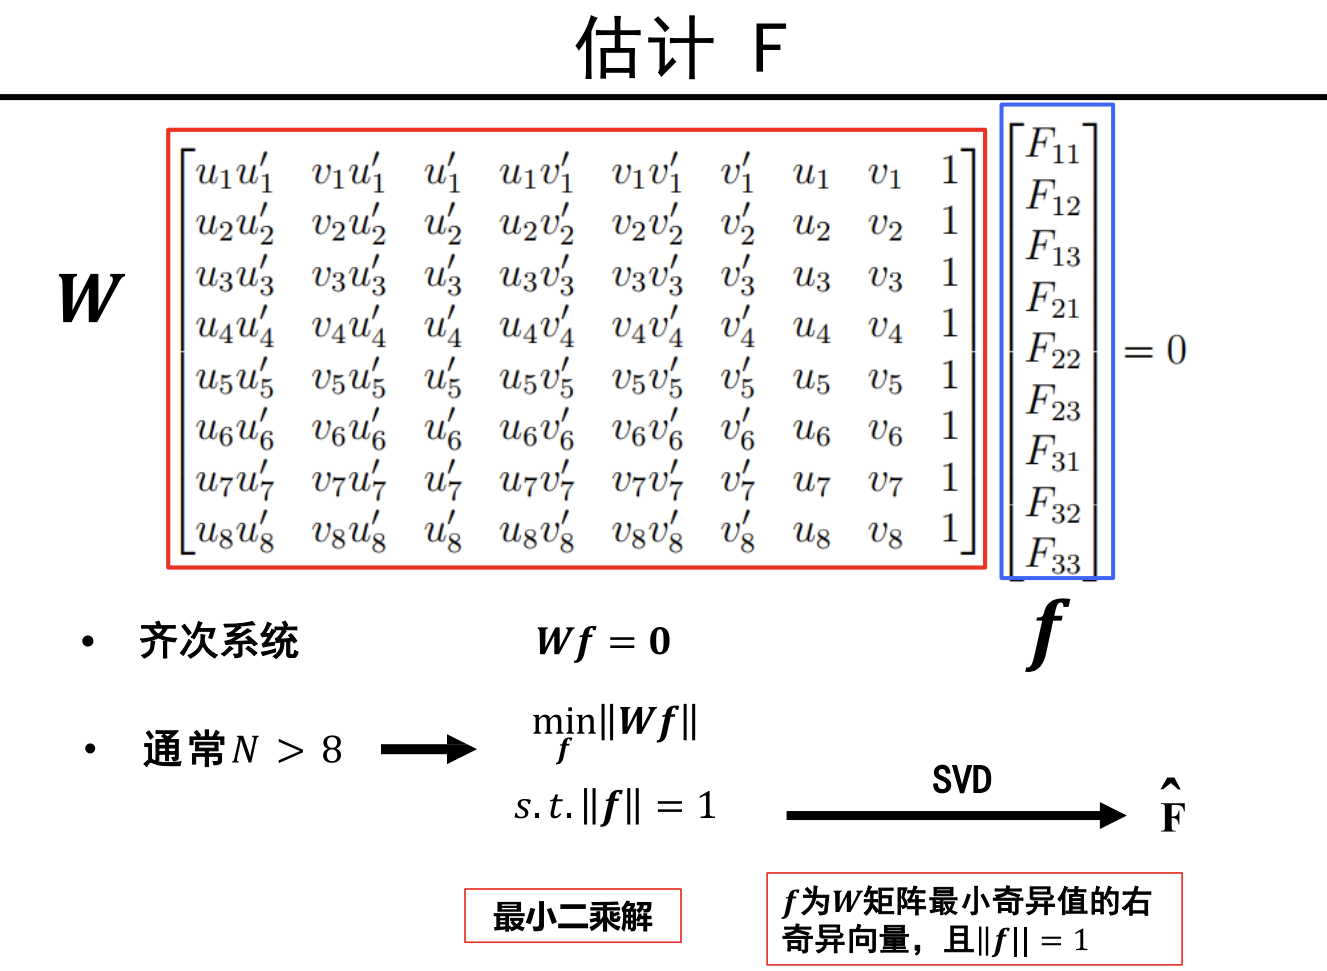 估计 F
W
u₁u′₁ v₁u′₁ u′₁ u₁v′₁ v₁v′₁ v′₁ u₁ v₁ 1
u₂u′₂ v₂u′₂ u′₂ u₂v′₂ v₂v′₂ v′₂ u₂ v₂ 1
u₃u′₃ v₃u′₃ u′₃ u₃v′₃ v₃v′₃ v′₃ u₃ v₃ 1
u₄u′₄ v₄u′₄ u′₄ u₄v′₄ v₄v′₄ v′₄ u₄ v₄ 1
u₅u′₅ v₅u′₅ u′₅ u₅v′₅ v₅v′₅ v′₅ u₅ v₅ 1
u₆u′₆ v₆u′₆ u′₆ u₆v′₆ v₆v′₆ v′₆ u₆ v₆ 1
u₇u′₇ v₇u′₇ u′₇ u₇v′₇ v₇v′₇ v′₇ u₇ v₇ 1
u₈u′₈ v₈u′₈ u′₈ u₈v′₈ v₈v′₈ v′₈ u₈ v₈ 1
F₁₁
F₁₂
F₁₃
F₂₁
F₂₂
F₂₃
F₃₁
F₃₂
F₃₃
= 0
f
• 齐次系统 Wf = 0
• 通常N > 8
min‖Wf‖
f
s.t.‖f‖ = 1
SVD
F̂
最小二乘解
f为W矩阵最小奇异值的右
奇异向量，且‖f‖ = 1